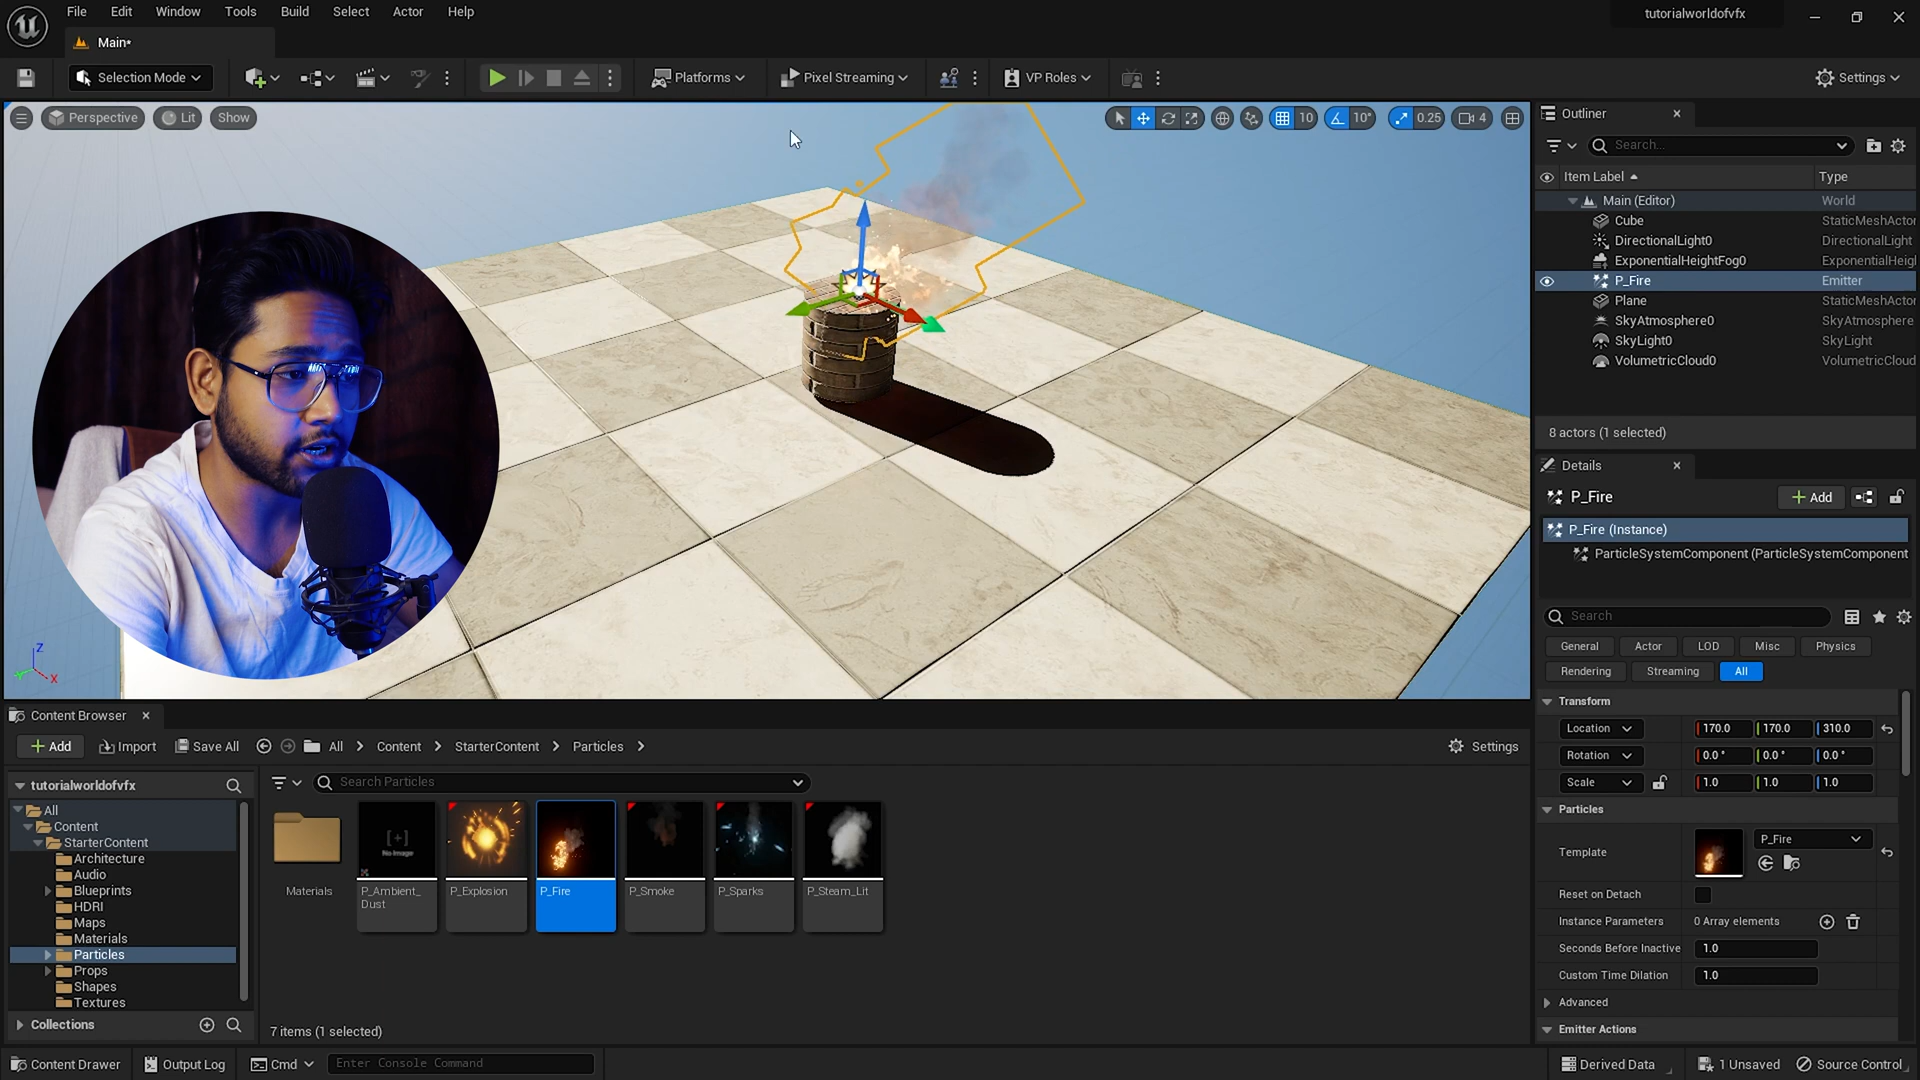 File Edit Window Tools Build Select Actor Help
tutorialworldofvfx
Main*
Selection Mode
Platforms
Pixel Streaming
VP Roles
Settings
Perspective
Lit
Show
10
10°
0.25
4
Outliner
Search...
Item Label
Type
Main (Editor) World
Cube StaticMeshActor
DirectionalLight0 DirectionalLight
ExponentialHeightFog0 ExponentialHeigh
P_Fire Emitter
Plane StaticMeshActor
SkyAtmosphere0 SkyAtmosphere
SkyLight0 SkyLight
VolumetricCloud0 VolumetricCloud
8 actors (1 selected)
Details
P_Fire
Add
P_Fire (Instance)
ParticleSystemComponent (ParticleSystemComponent
Search
General Actor LOD Misc Physics
Rendering Streaming All
Transform
Location 170.0 170.0 310.0
Rotation 0.0° 0.0° 0.0°
Scale 1.0 1.0 1.0
Particles
Template
P_Fire
Reset on Detach
Instance Parameters 0 Array elements
Seconds Before Inactive 1.0
Custom Time Dilation 1.0
Advanced
Emitter Actions
Z
Y
X
Content Browser
Add Import Save All All Content StarterContent Particles
Settings
tutorialworldofvfx
All
Content
StarterContent
Architecture
Audio
Blueprints
HDRI
Maps
Materials
Particles
Props
Shapes
Textures
Collections
Search Particles
[+]
No Image
Materials
P_Ambient_
Dust
P_Explosion
P_Fire
P_Smoke
P_Sparks
P_Steam_Lit
7 items (1 selected)
Content Drawer
Output Log
Cmd
Enter Console Command
Derived Data
1 Unsaved
Source Control